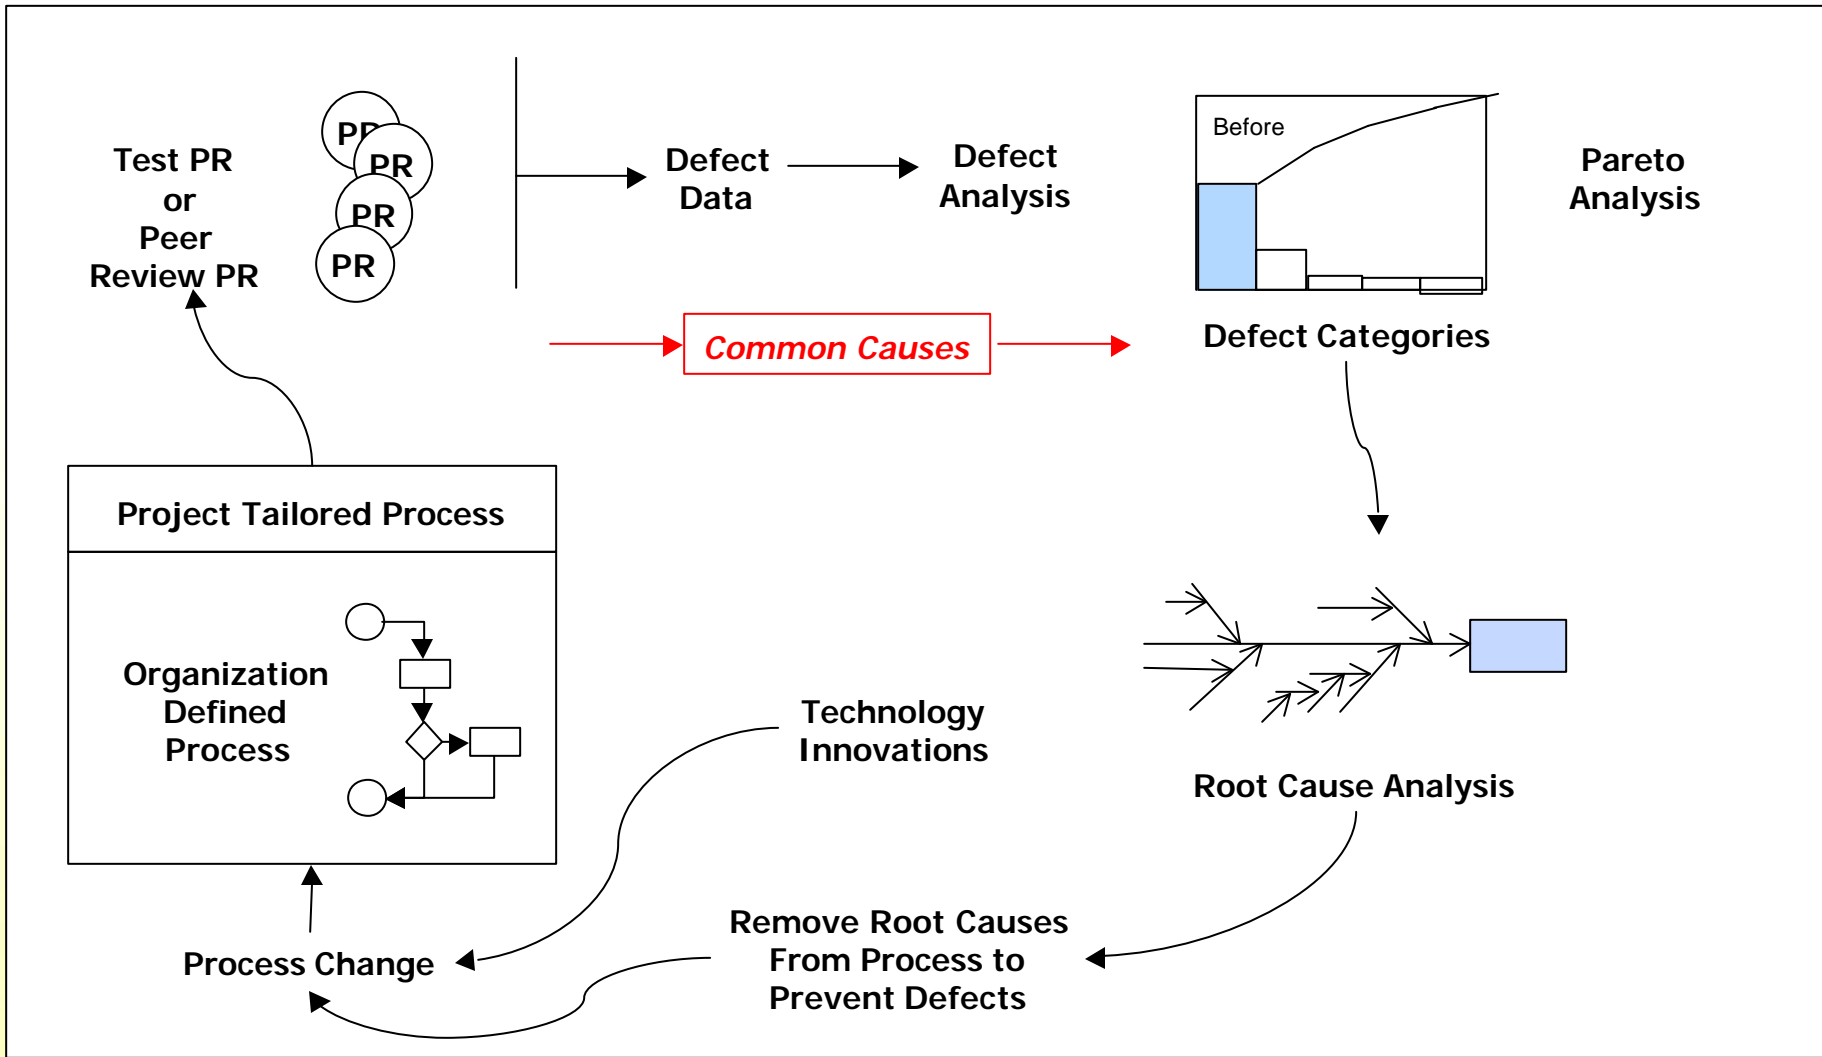 Test PR
or
Peer
Review PR
PR
PR
PR
PR
Defect
Data
Defect
Analysis
Before
Pareto
Analysis
Common Causes
Defect Categories
Project Tailored Process
Organization
Defined
Process
Technology
Innovations
Root Cause Analysis
Remove Root Causes
From Process to
Prevent Defects
Process Change